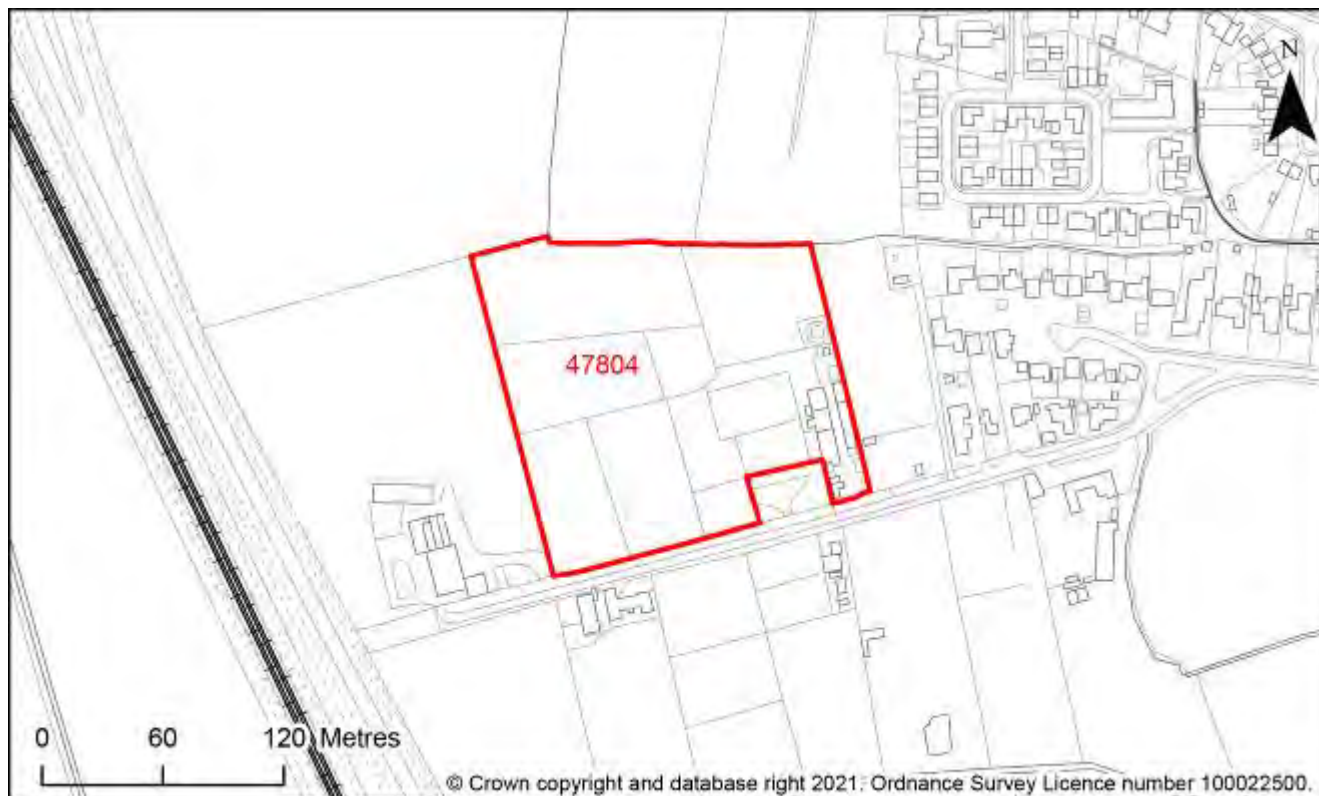 N
47804
0 60 120 Metres
© Crown copyright and database right 2021. Ordnance Survey Licence number 100022500.